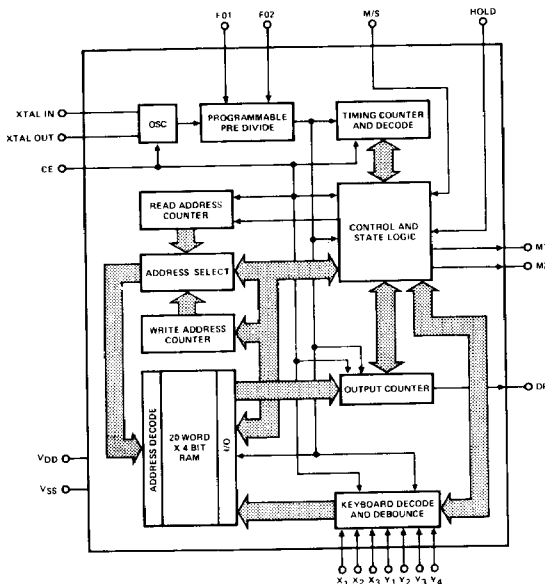 F01
F02
M/S
HOLD
XTAL IN
XTAL OUT
CE
OSC
PROGRAMMABLE
PRE DIVIDE
TIMING COUNTER
AND DECODE
READ ADDRESS
COUNTER
CONTROL AND
STATE LOGIC
ADDRESS SELECT
WRITE ADDRESS
COUNTER
M1
M2
ADDRESS DECODE
20 WORD
X 4 BIT
RAM
I/O
OUTPUT COUNTER
DP
VDD
VSS
KEYBOARD DECODE
AND DEBOUNCE
X1 X2 X3 Y1 Y2 Y3 Y4